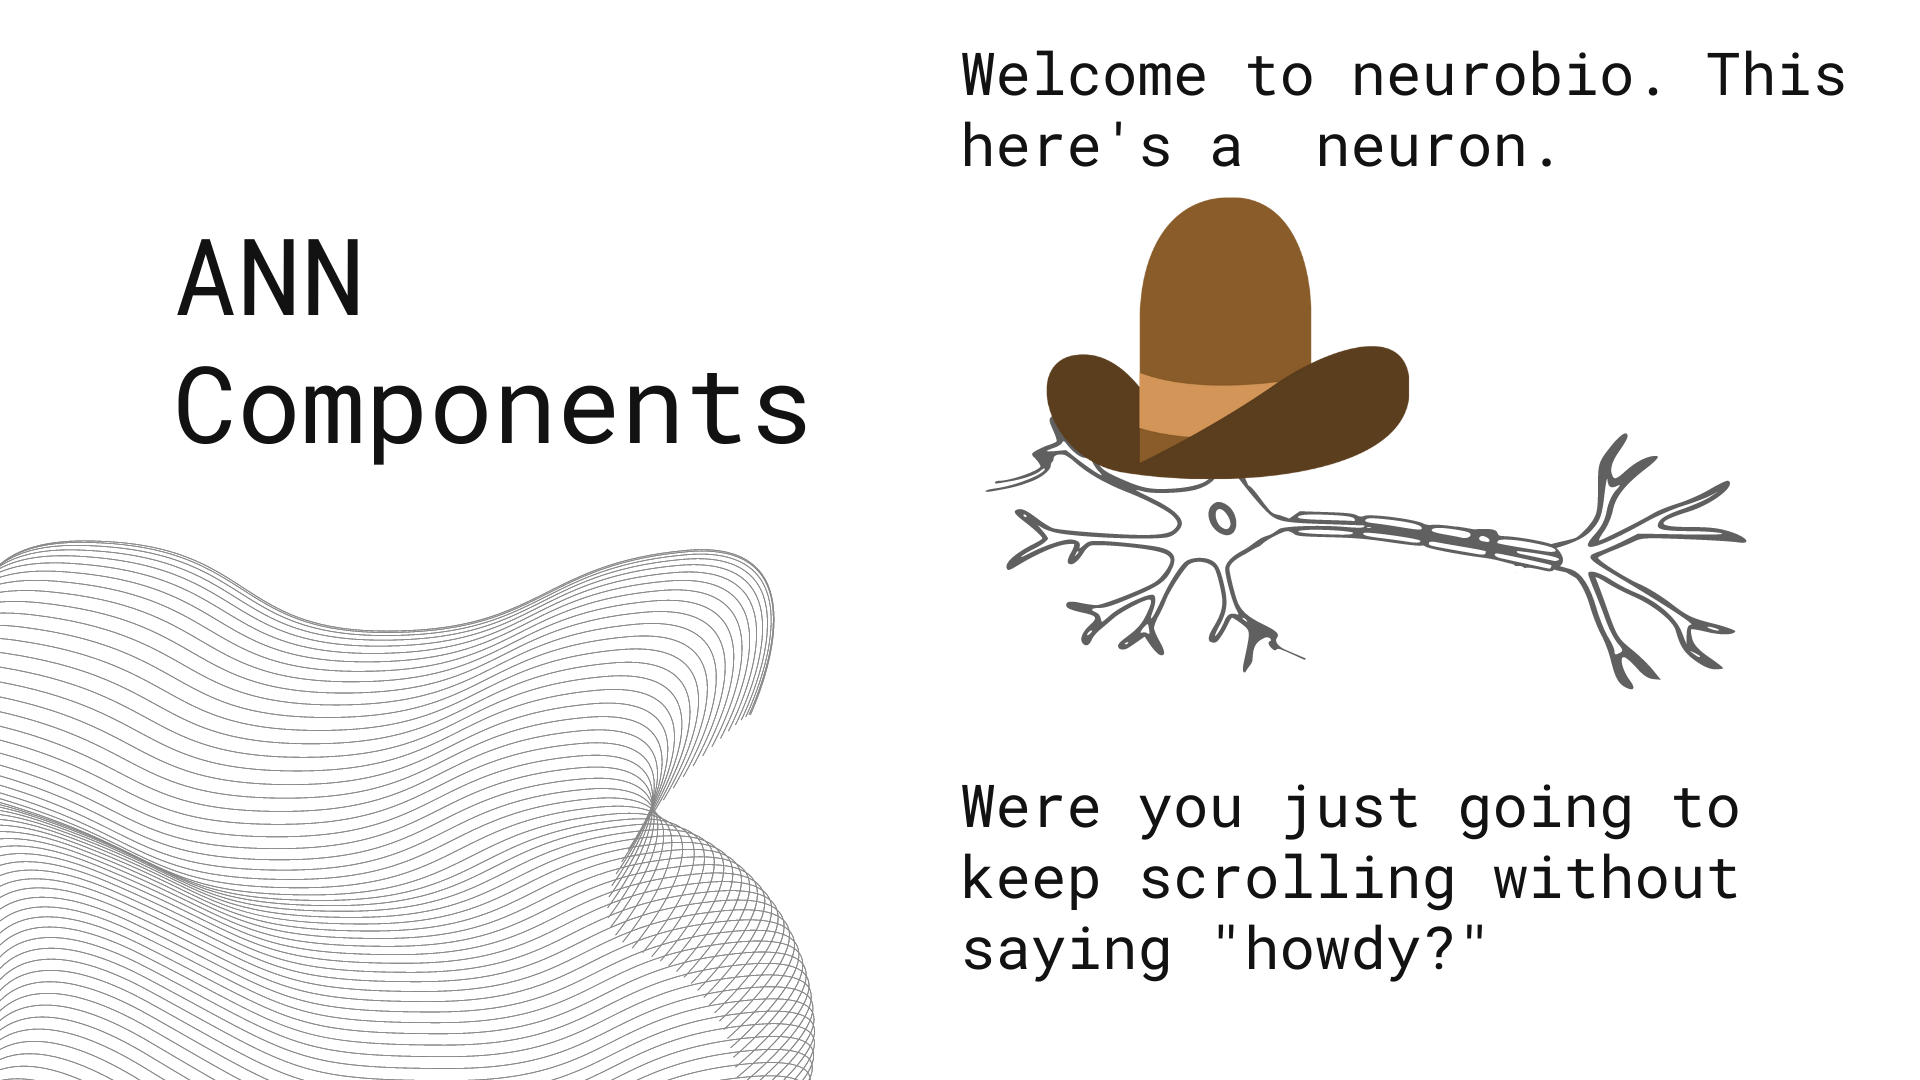 ANN
Components
Welcome to neurobio. This
here's a  neuron.
Were you just going to
keep scrolling without
saying "howdy?"